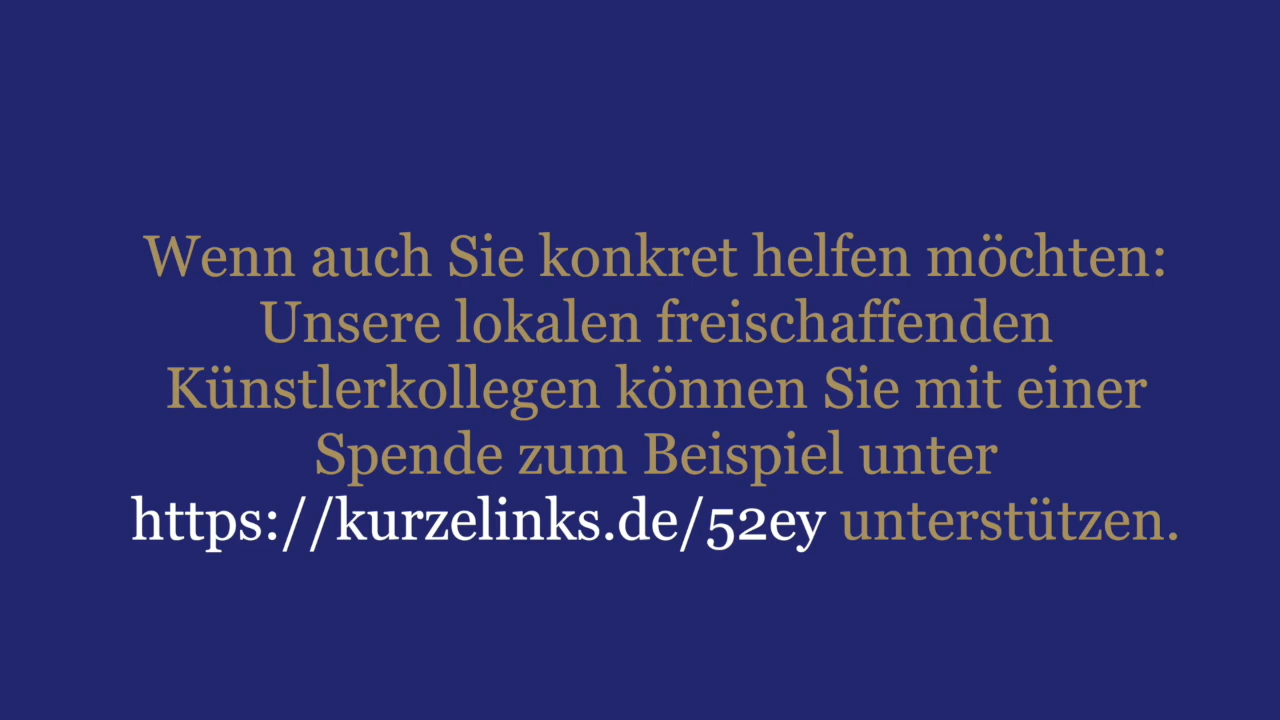 Wenn auch Sie konkret helfen möchten:
Unsere lokalen freischaffenden
Künstlerkollegen können Sie mit einer
Spende zum Beispiel unter
https://kurzelinks.de/52ey unterstützen.